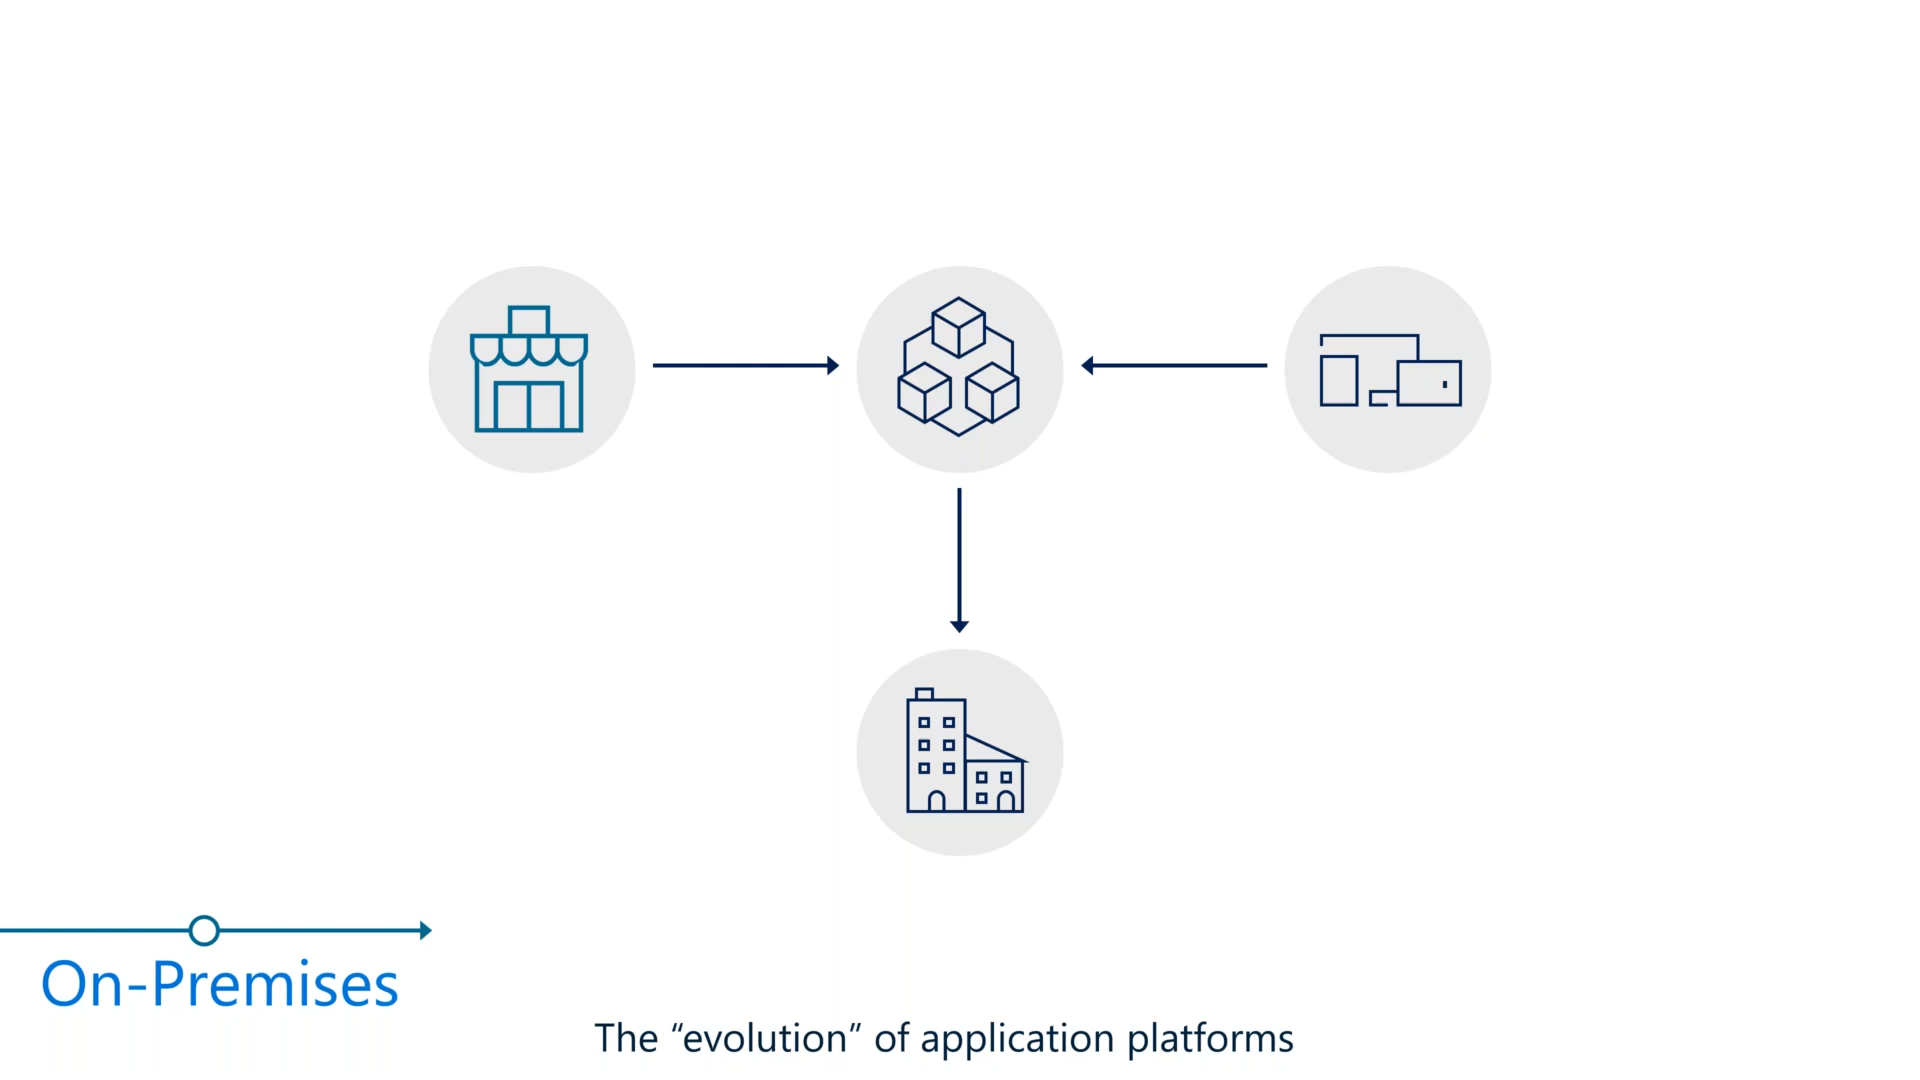 On-Premises
The “evolution” of application platforms